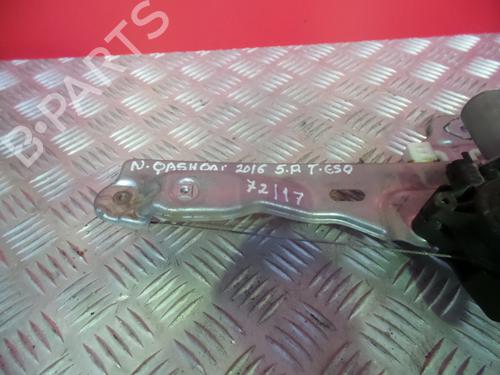 B-PARTS
N. QASHQAI 2016 5.P T. ESQ
72/17